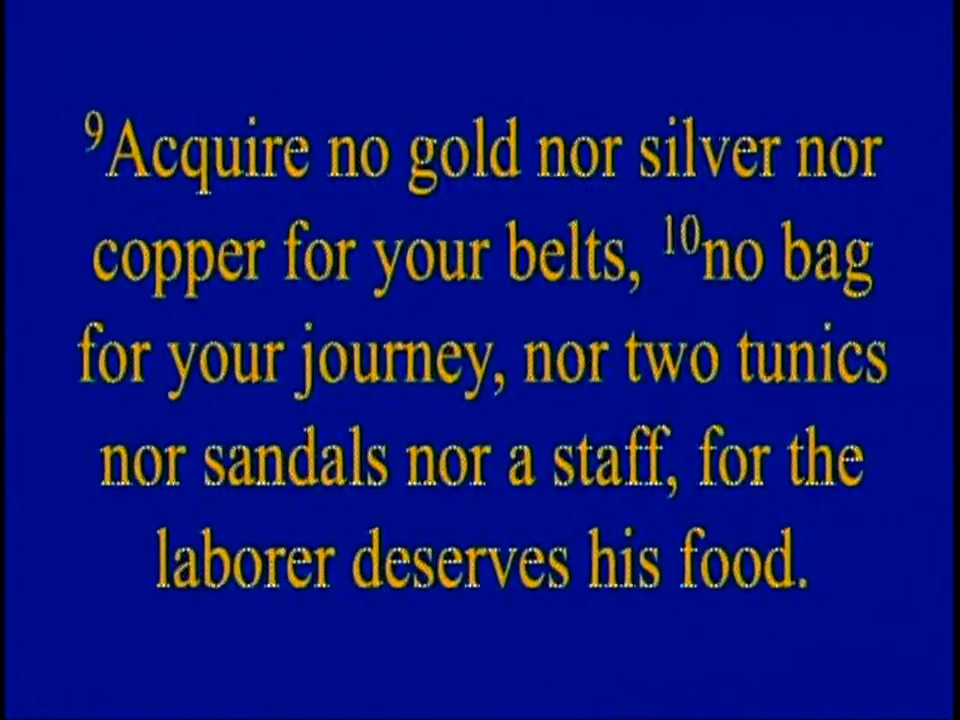 ⁹Acquire no gold nor silver nor
copper for your belts, ¹⁰no bag
for your journey, nor two tunics
nor sandals nor a staff, for the
laborer deserves his food.